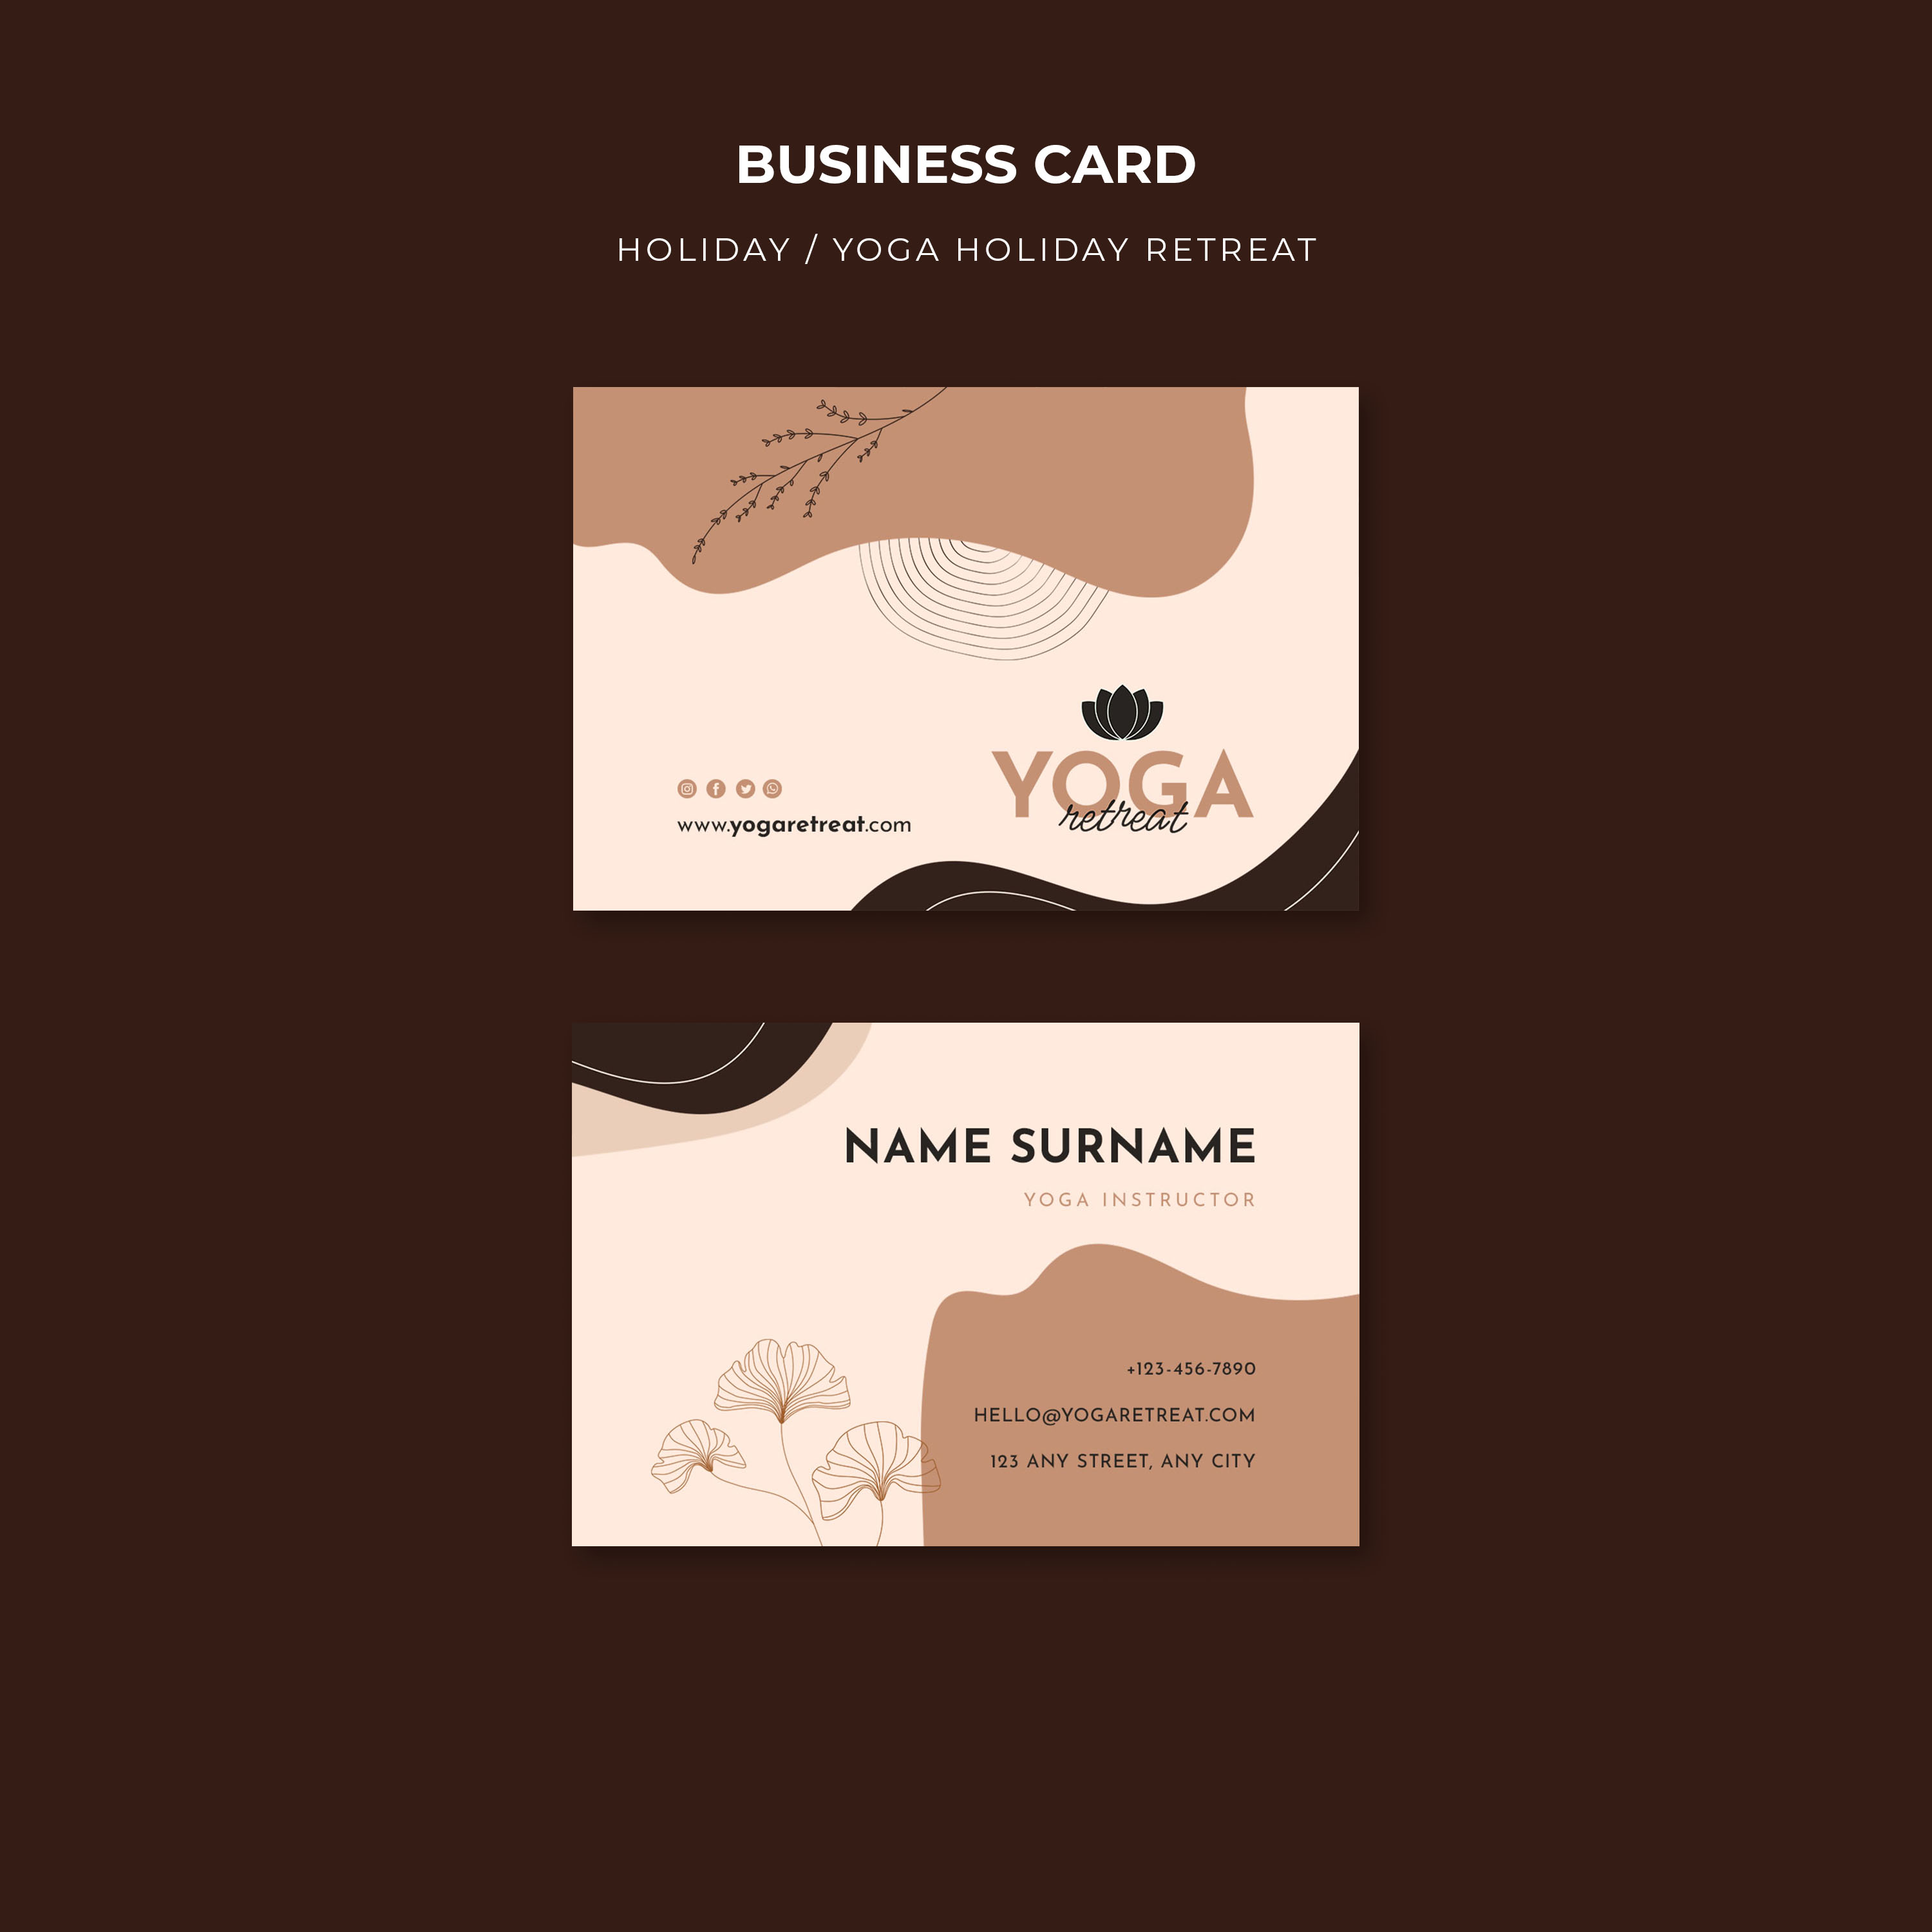 BUSINESS CARD
HOLIDAY / YOGA HOLIDAY RETREAT
YOGA
retreat
www.yogaretreat.com
NAME SURNAME
YOGA INSTRUCTOR
+123-456-7890
HELLO@YOGARETREAT.COM
123 ANY STREET, ANY CITY